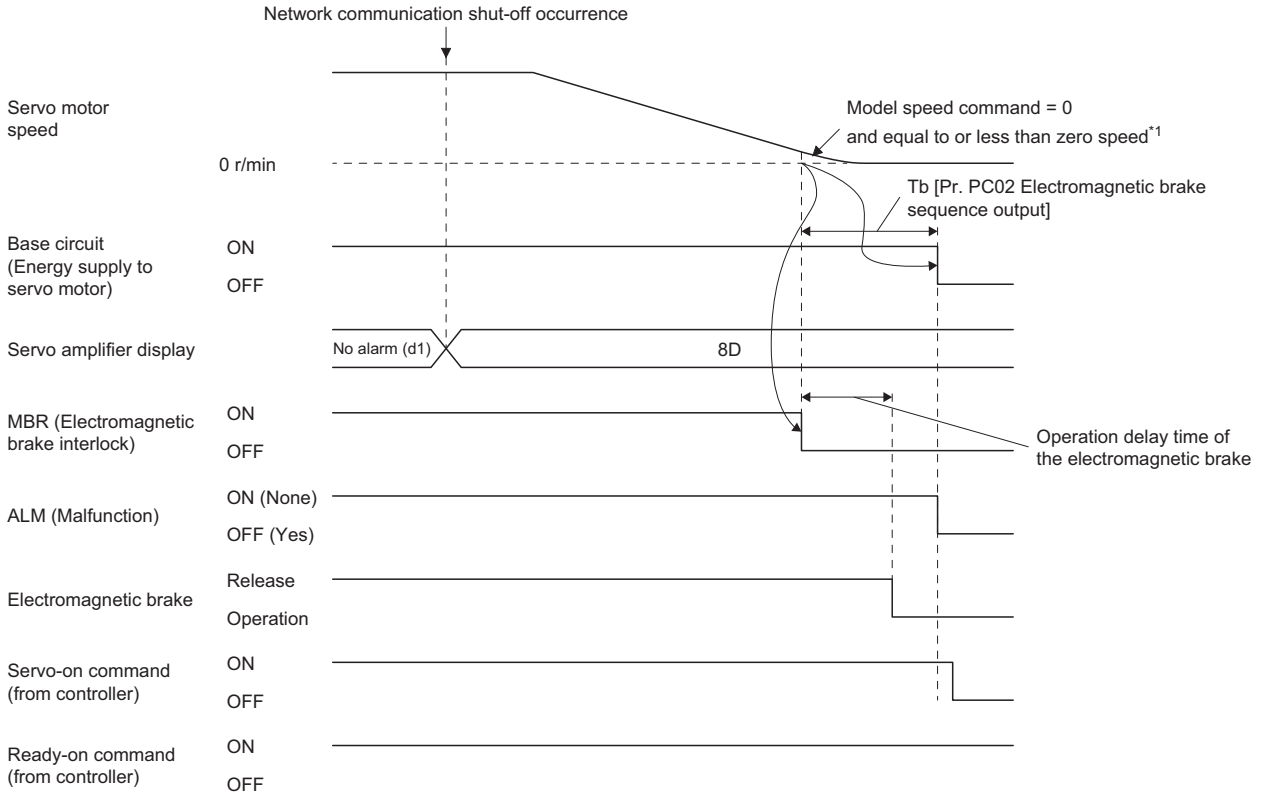 Network communication shut-off occurrence
Servo motor
speed
Model speed command = 0
and equal to or less than zero speed*1
0 r/min
Tb [Pr. PC02 Electromagnetic brake
sequence output]
Base circuit
(Energy supply to
servo motor)
ON
OFF
Servo amplifier display
No alarm (d1)
8D
MBR (Electromagnetic
brake interlock)
ON
OFF
Operation delay time of
the electromagnetic brake
ALM (Malfunction)
ON (None)
OFF (Yes)
Electromagnetic brake
Release
Operation
Servo-on command
(from controller)
ON
OFF
Ready-on command
(from controller)
ON
OFF